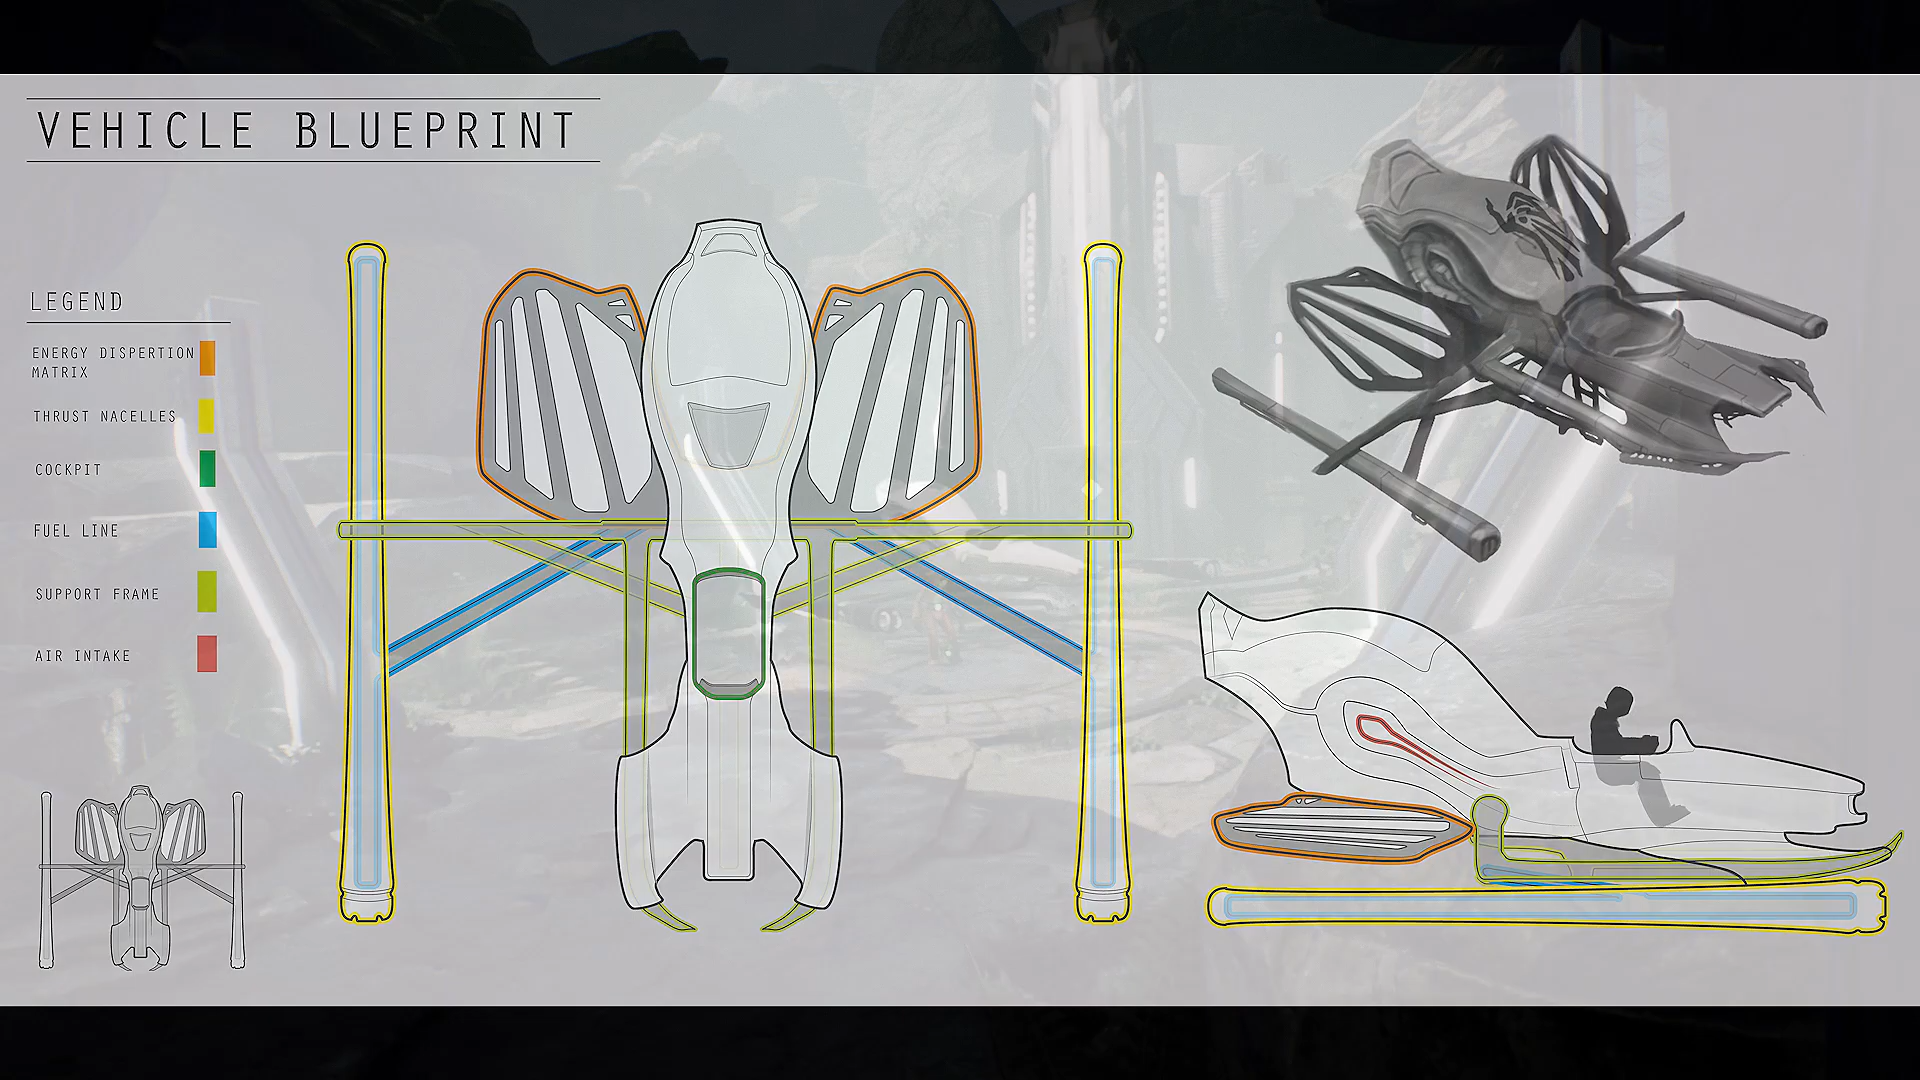 VEHICLE BLUEPRINT
LEGEND
ENERGY DISPERTION
MATRIX
THRUST NACELLES
COCKPIT
FUEL LINE
SUPPORT FRAME
AIR INTAKE